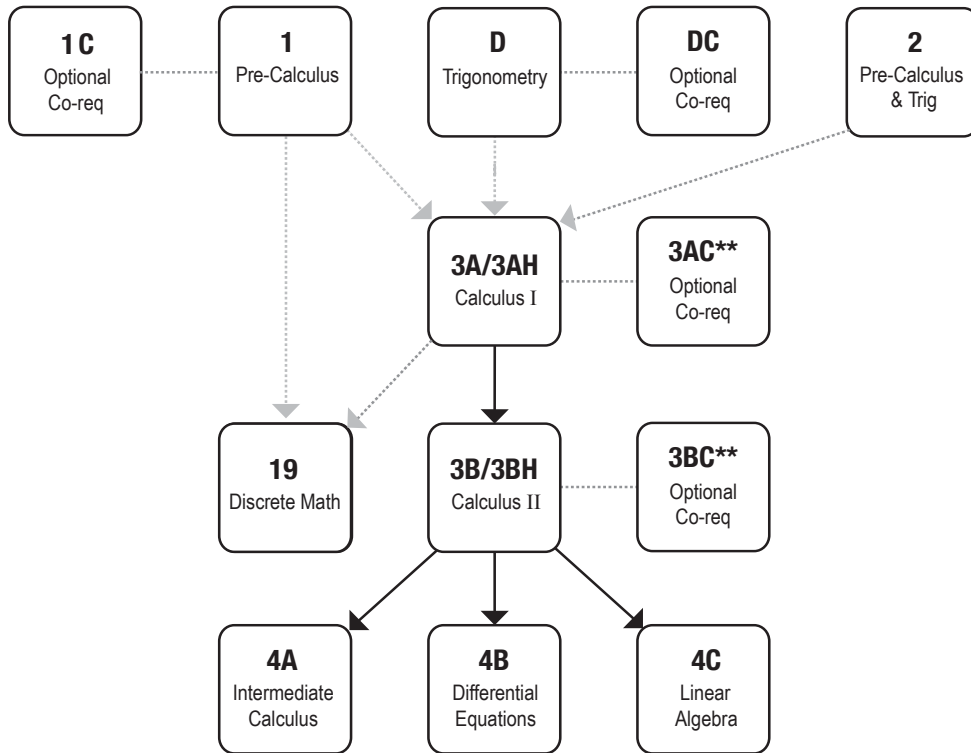 1C
Optional
Co-req
1
Pre-Calculus
D
Trigonometry
DC
Optional
Co-req
2
Pre-Calculus
& Trig
3A/3AH
Calculus I
3AC**
Optional
Co-req
19
Discrete Math
3B/3BH
Calculus II
3BC**
Optional
Co-req
4A
Intermediate
Calculus
4B
Differential
Equations
4C
Linear
Algebra